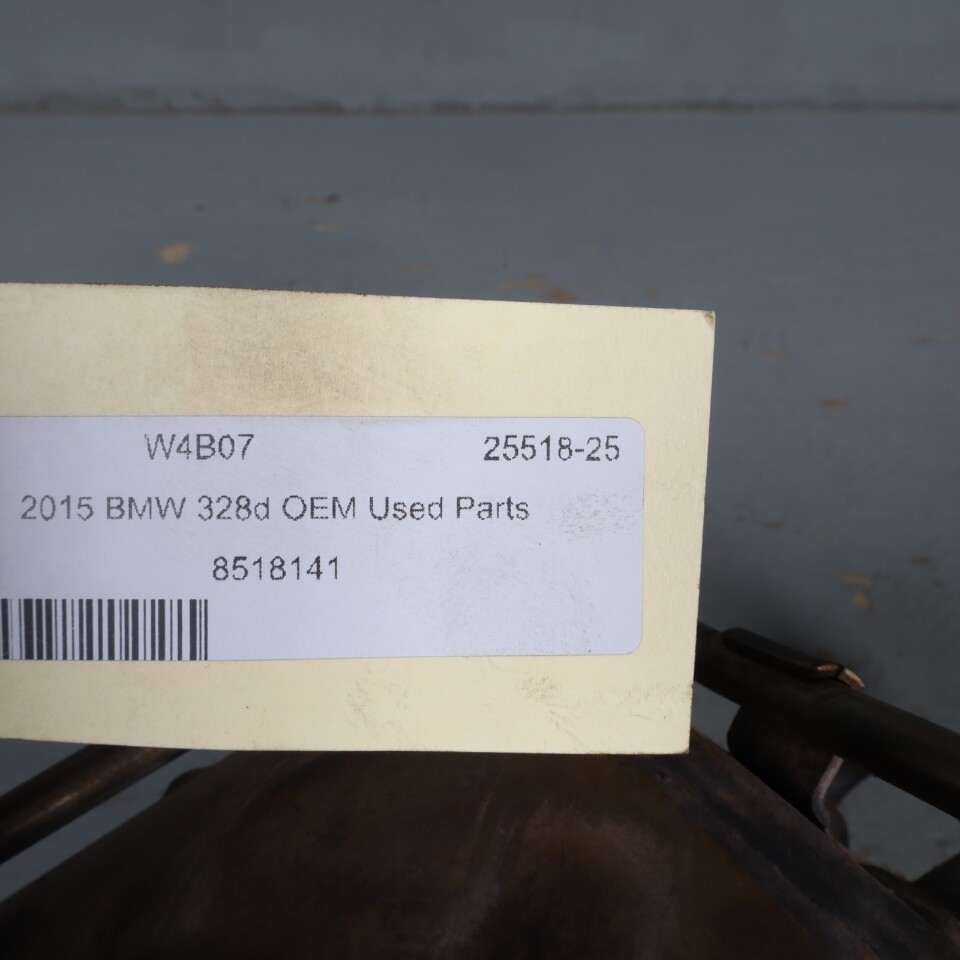 W4B07 25518-25
2015 BMW 328d OEM Used Parts
8518141